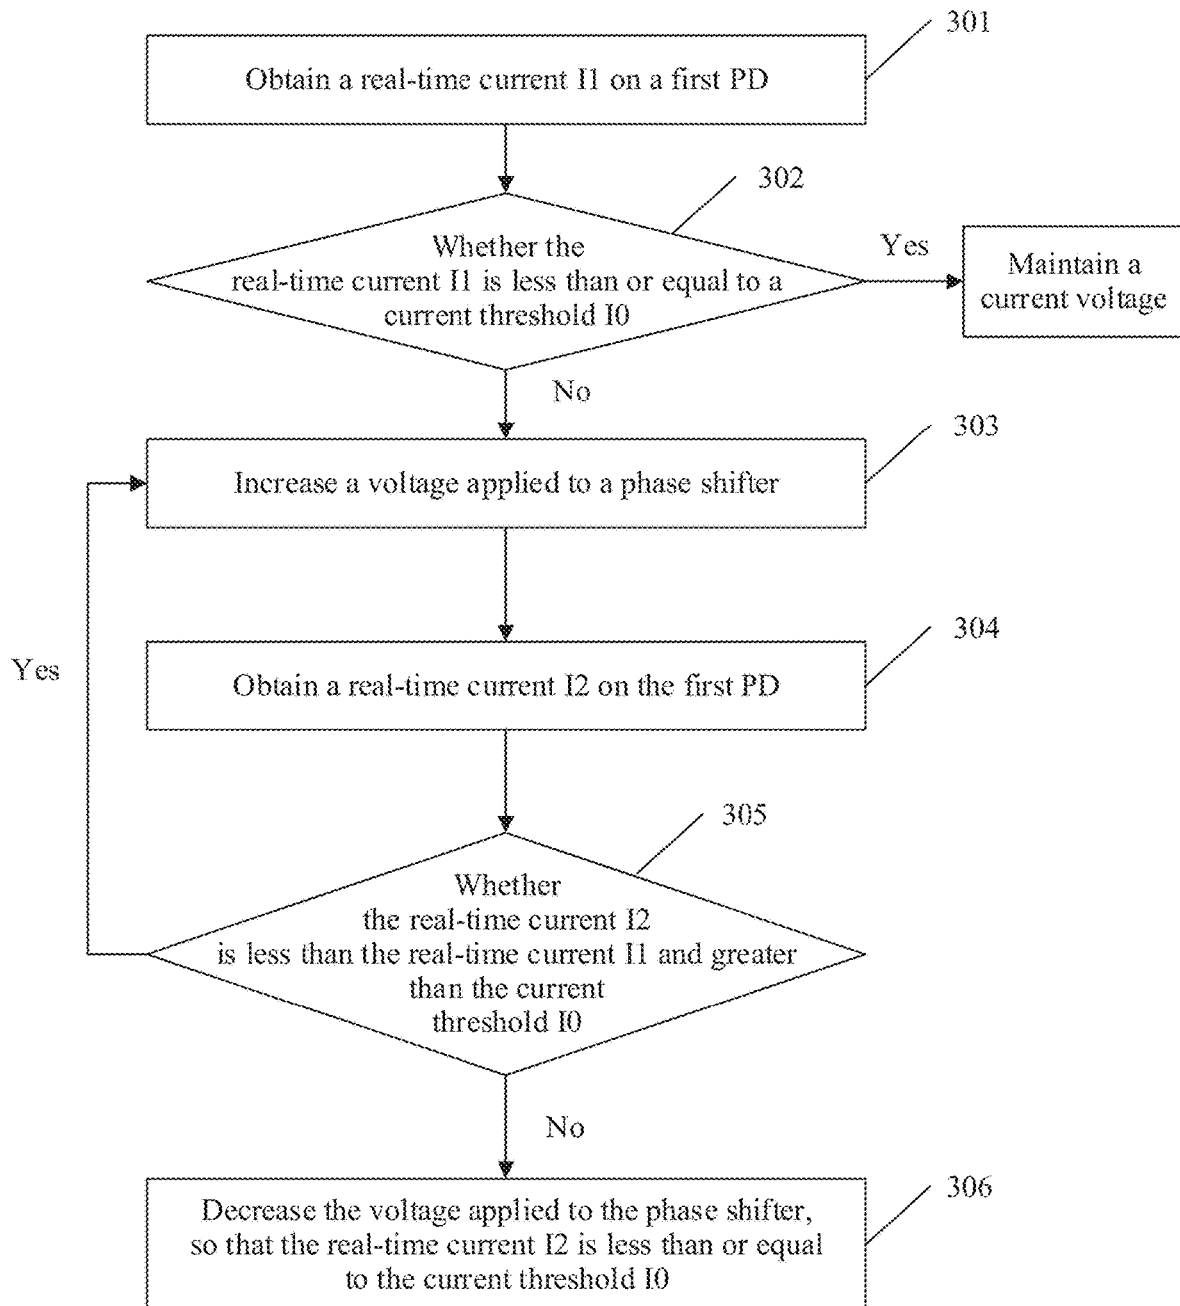 301
Obtain a real-time current I1 on a first PD
302
Whether the
real-time current I1 is less than or equal to a
current threshold I0
Yes
Maintain a
current voltage
No
303
Increase a voltage applied to a phase shifter
304
Obtain a real-time current I2 on the first PD
Yes
305
Whether
the real-time current I2
is less than the real-time current I1 and greater
than the current
threshold I0
No
306
Decrease the voltage applied to the phase shifter,
so that the real-time current I2 is less than or equal
to the current threshold I0